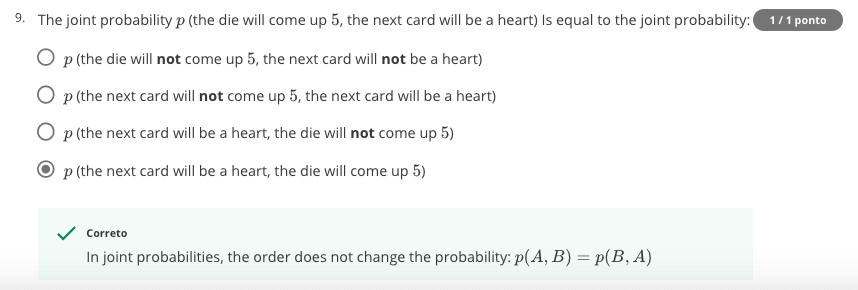 9. The joint probability p (the die will come up 5, the next card will be a heart) Is equal to the joint probability: 1 / 1 ponto
p (the die will not come up 5, the next card will not be a heart)
p (the next card will not come up 5, the next card will be a heart)
p (the next card will be a heart, the die will not come up 5)
p (the next card will be a heart, the die will come up 5)
Correto
In joint probabilities, the order does not change the probability: p(A, B) = p(B, A)